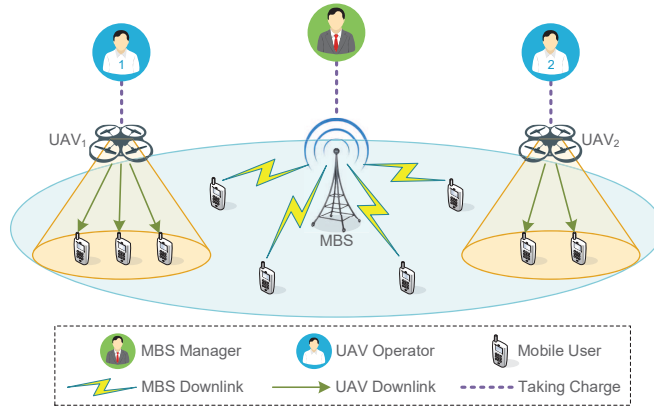 1
2
UAV₁
UAV₂
MBS
MBS Manager
UAV Operator
Mobile User
MBS Downlink
UAV Downlink
Taking Charge